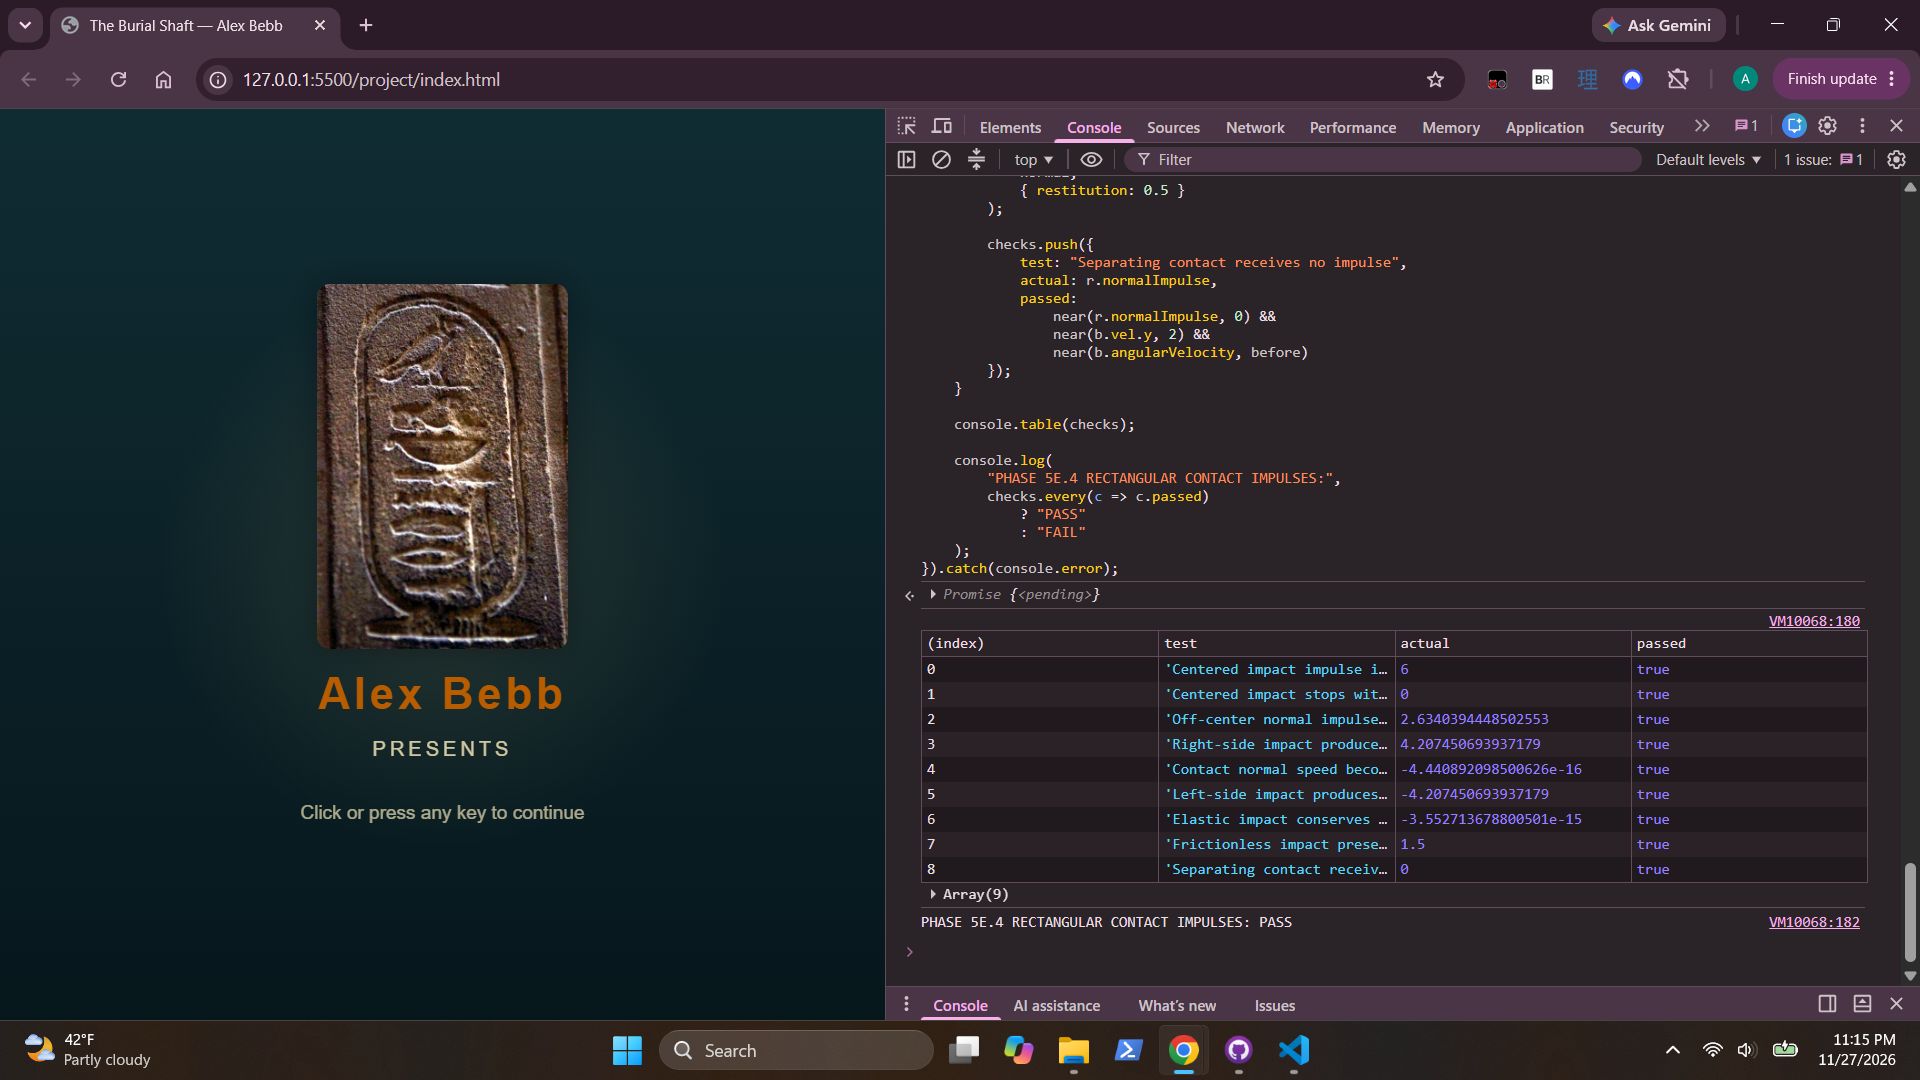 The Burial Shaft — Alex Bebb
Ask Gemini
127.0.0.1:5500/project/index.html
BR
理
A
Finish update
Elements
Console
Sources
Network
Performance
Memory
Application
Security
1
top
Filter
Default levels
1 issue:
1
{ restitution: 0.5 }
);
checks.push({
test: "Separating contact receives no impulse",
actual: r.normalImpulse,
passed:
near(r.normalImpulse, 0) &&
near(b.vel.y, 2) &&
near(b.angularVelocity, before)
});
}
console.table(checks);
console.log(
"PHASE 5E.4 RECTANGULAR CONTACT IMPULSES:",
checks.every(c => c.passed)
? "PASS"
: "FAIL"
);
}).catch(console.error);
Promise {<pending>}
VM10068:180
(index) test actual passed
0 'Centered impact impulse i… 6 true
1 'Centered impact stops wit… 0 true
2 'Off-center normal impulse… 2.6340394448502553 true
3 'Right-side impact produce… 4.207450693937179 true
4 'Contact normal speed beco… -4.440892098500626e-16 true
5 'Left-side impact produces… -4.207450693937179 true
6 'Elastic impact conserves … -3.552713678800501e-15 true
7 'Frictionless impact prese… 1.5 true
8 'Separating contact receiv… 0 true
Array(9)
PHASE 5E.4 RECTANGULAR CONTACT IMPULSES: PASS
VM10068:182
Alex Bebb
PRESENTS
Click or press any key to continue
Console
AI assistance
What's new
Issues
42°F
Partly cloudy
Search
11:15 PM
11/27/2026